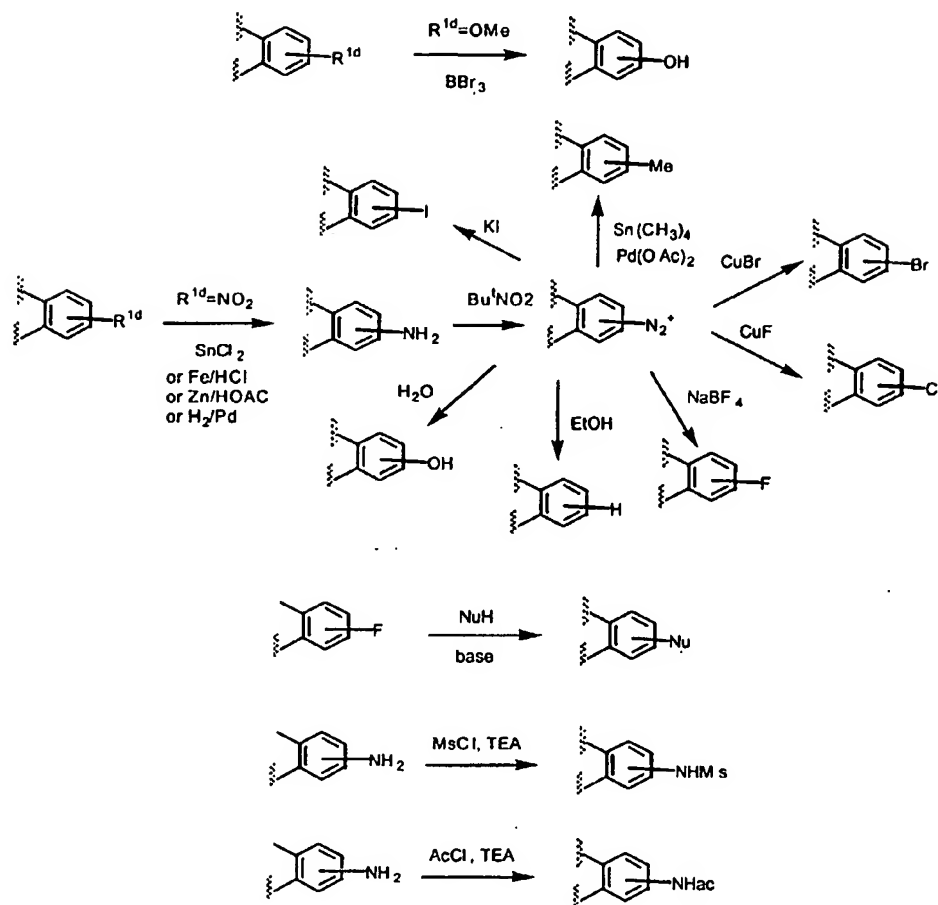 R1d=OMe
R1d
OH
BBr3
Me
I
KI
Sn(CH3)4
Pd(OAc)2
CuBr
Br
R1d=NO2
R1d
NH2
ButNO2
N2+
CuF
C
SnCl2
or Fe/HCl
or Zn/HOAC
or H2/Pd
H2O
EtOH
NaBF4
OH
H
F
F
NuH
Nu
base
NH2
MsCl, TEA
NHMs
NH2
AcCl, TEA
NHac